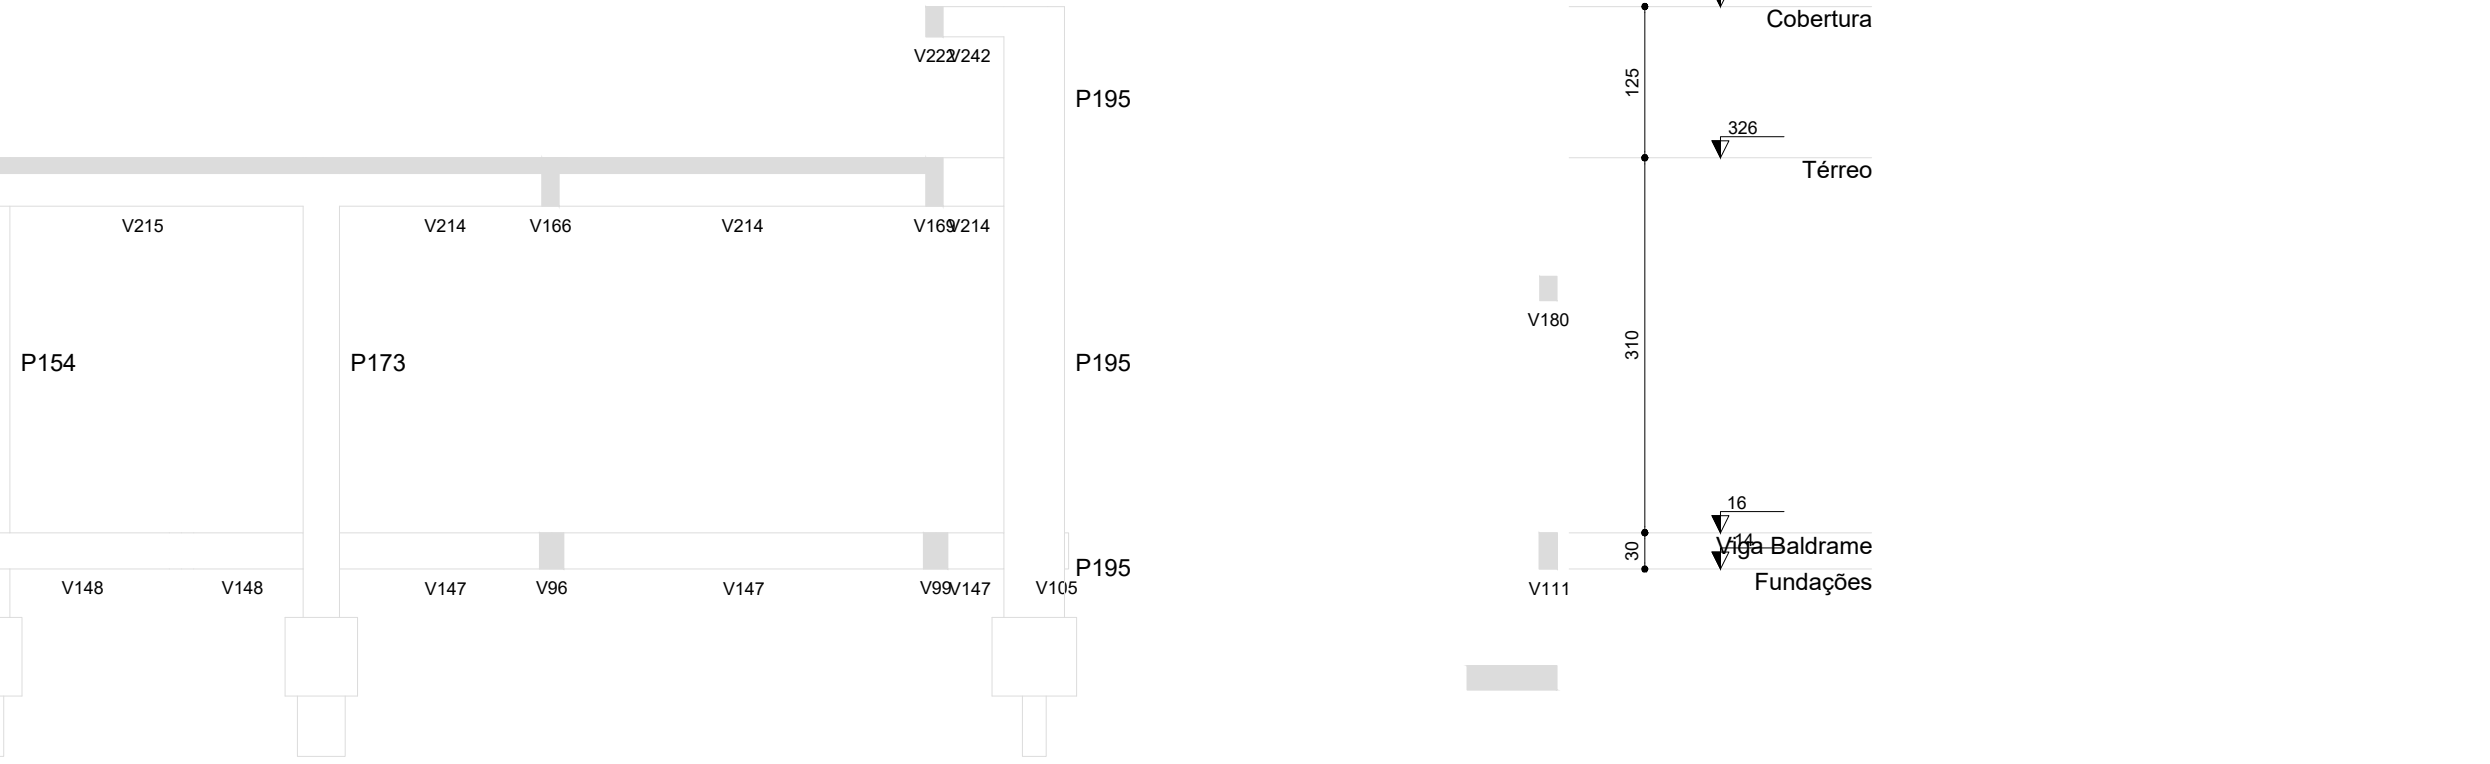 Cobertura
V222
V242
125
P195
326
Térreo
V215
V214
V166
V214
V169
V214
V180
310
P154
P173
P195
16
-14
Viga Baldrame
30
P195
Fundações
V148
V148
V147
V96
V147
V99
V147
V105
V111